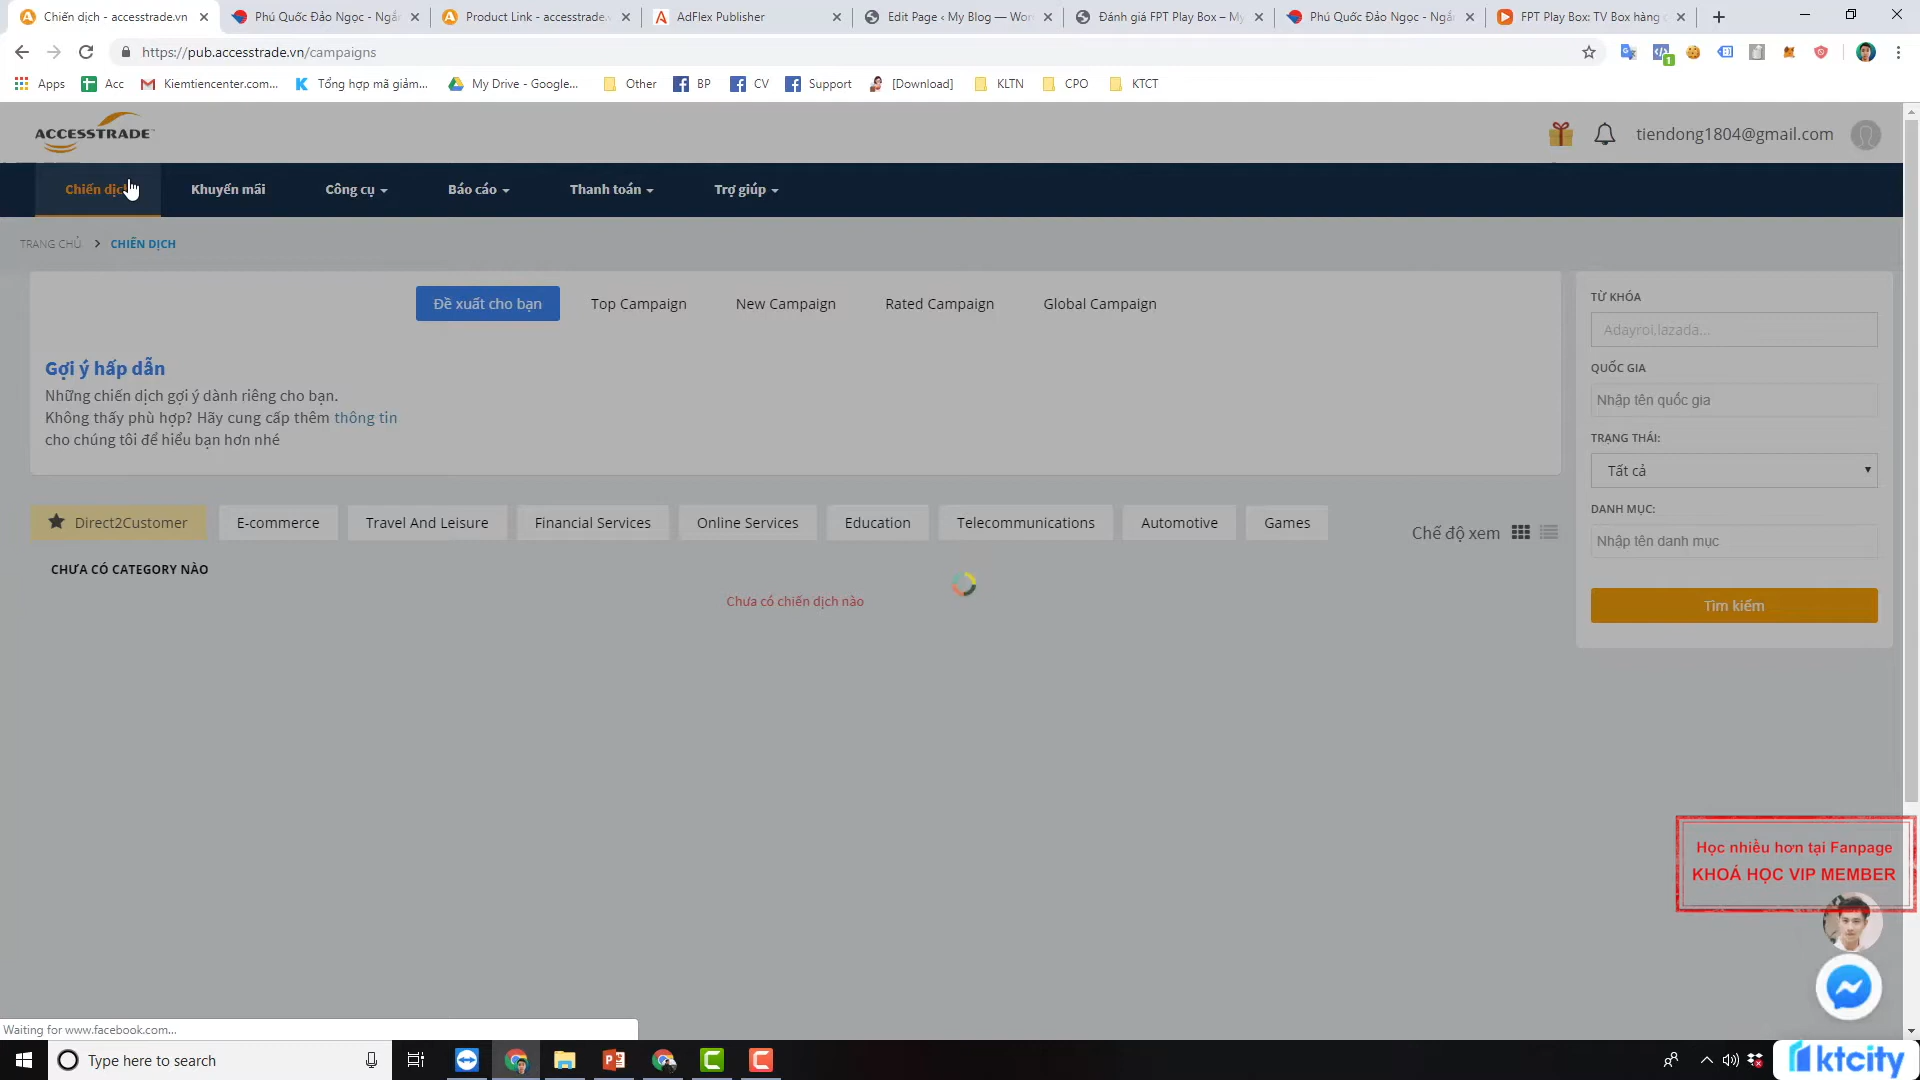 Chiến dịch - accesstrade.vn
Phú Quốc Đảo Ngọc - Ngắ
Product Link - accesstrade.
AdFlex Publisher
Edit Page ‹ My Blog — Wor
Đánh giá FPT Play Box – My
Phú Quốc Đảo Ngọc - Ngắ
FPT Play Box: TV Box hàng
https://pub.accesstrade.vn/campaigns
1
Apps
Acc
Kiemtiencenter.com...
Tổng hợp mã giảm...
My Drive - Google...
Other
BP
CV
Support
[Download]
KLTN
CPO
KTCT
ACCESSTRADE
tiendong1804@gmail.com
Chiến dịch
Khuyến mãi
Công cụ
Báo cáo
Thanh toán
Trợ giúp
TRANG CHỦ
CHIẾN DỊCH
Đề xuất cho bạn
Top Campaign
New Campaign
Rated Campaign
Global Campaign
Gợi ý hấp dẫn
Những chiến dịch gợi ý dành riêng cho bạn.
Không thấy phù hợp? Hãy cung cấp thêm thông tin
cho chúng tôi để hiểu bạn hơn nhé
TỪ KHÓA
Adayroi,lazada...
QUỐC GIA
Nhập tên quốc gia
TRẠNG THÁI:
Tất cả
DANH MỤC:
Nhập tên danh mục
Tìm kiếm
Direct2Customer
E-commerce
Travel And Leisure
Financial Services
Online Services
Education
Telecommunications
Automotive
Games
Chế độ xem
CHƯA CÓ CATEGORY NÀO
Chưa có chiến dịch nào
Học nhiều hơn tại Fanpage
KHOÁ HỌC VIP MEMBER
Waiting for www.facebook.com...
Type here to search
ktcity